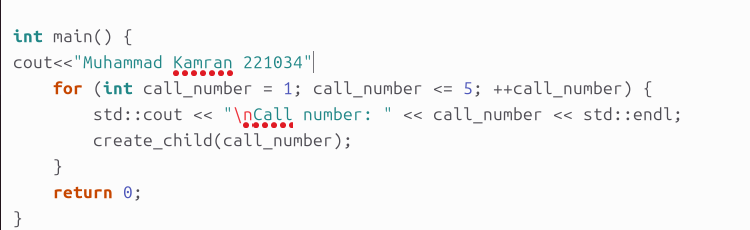 int main() {
cout<<"Muhammad Kamran 221034"
    for (int call_number = 1; call_number <= 5; ++call_number) {
        std::cout << "\nCall number: " << call_number << std::endl;
        create_child(call_number);
    }
    return 0;
}